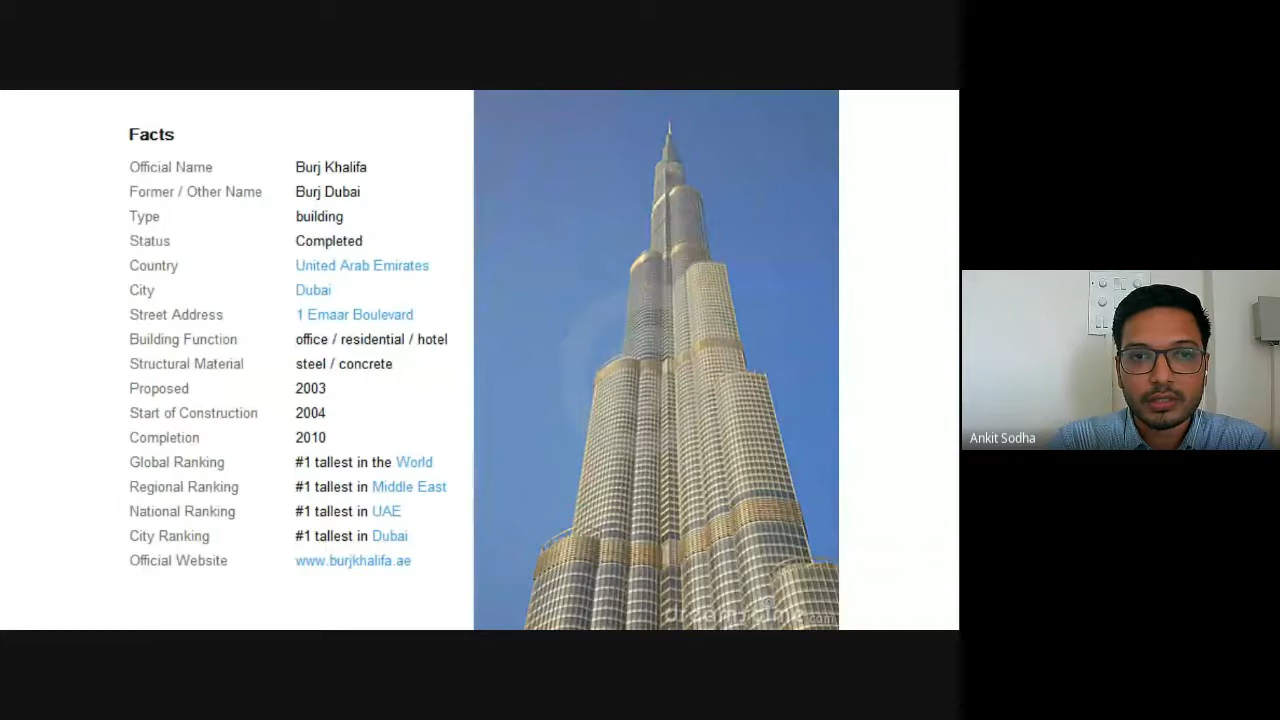 Facts
Official Name Burj Khalifa
Former / Other Name Burj Dubai
Type building
Status Completed
Country United Arab Emirates
City Dubai
Street Address 1 Emaar Boulevard
Building Function office / residential / hotel
Structural Material steel / concrete
Proposed 2003
Start of Construction 2004
Completion 2010
Global Ranking #1 tallest in the World
Regional Ranking #1 tallest in Middle East
National Ranking #1 tallest in UAE
City Ranking #1 tallest in Dubai
Official Website www.burjkhalifa.ae
dreamstime.com
Ankit Sodha